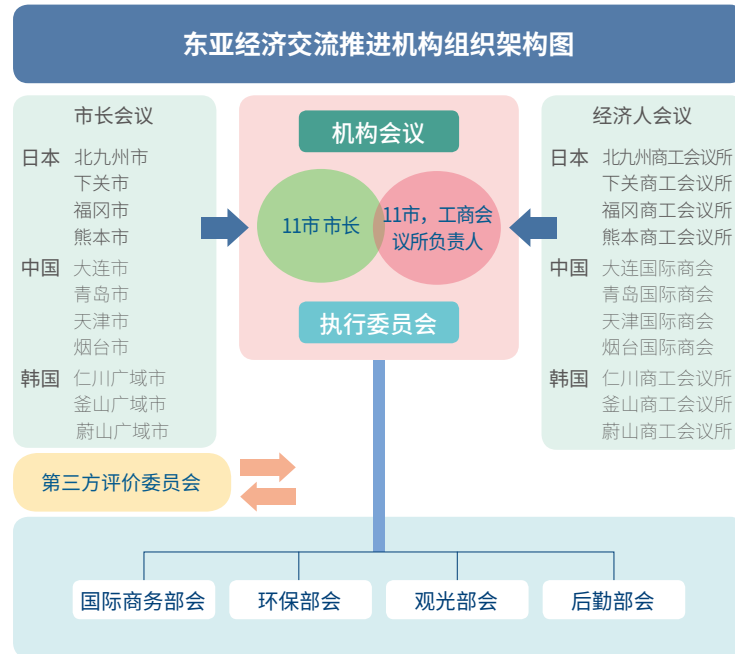 东亚经济交流推进机构组织架构图
市长会议
日本 北九州市
下关市
福冈市
熊本市
中国 大连市
青岛市
天津市
烟台市
韩国 仁川广域市
釜山广域市
蔚山广域市
机构会议
11市市长
11市，工商会
议所负责人
执行委员会
经济人会议
日本 北九州商工会议所
下关商工会议所
福冈商工会议所
熊本商工会议所
中国 大连国际商会
青岛国际商会
天津国际商会
烟台国际商会
韩国 仁川商工会议所
釜山商工会议所
蔚山商工会议所
第三方评价委员会
国际商务部会
环保部会
观光部会
后勤部会